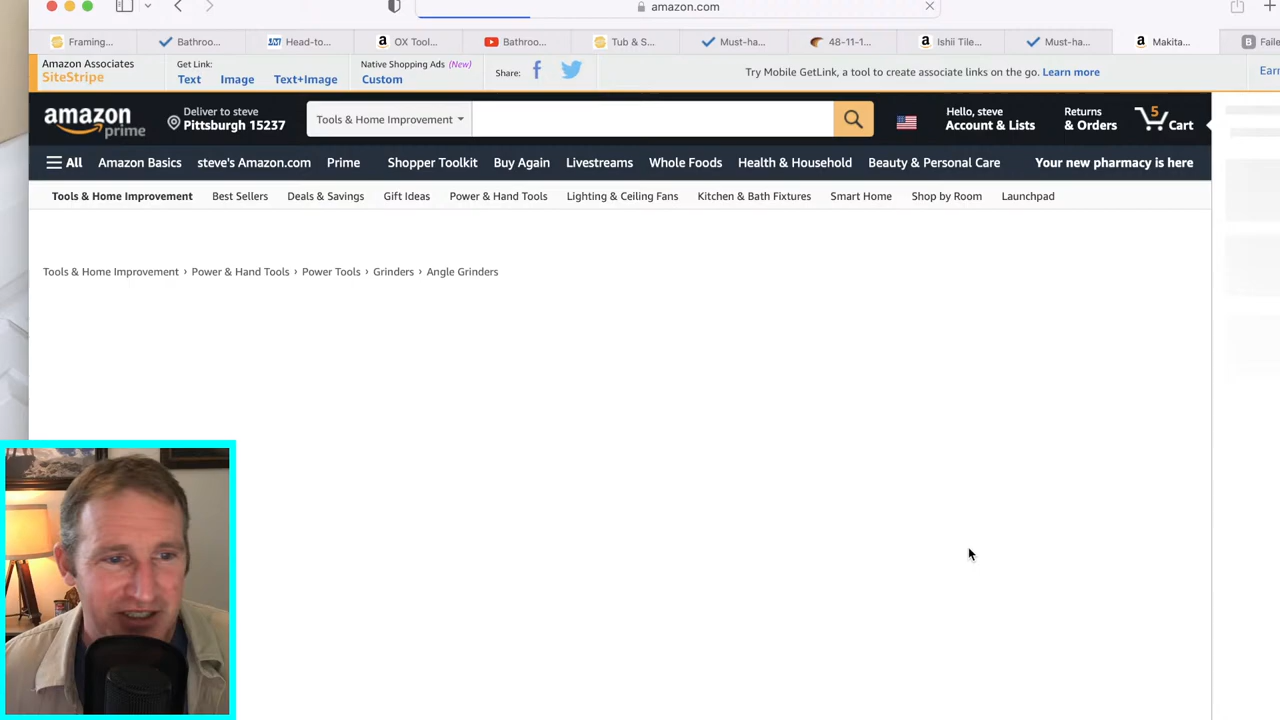 amazon.com
Framing...
Bathroo...
Head-to...
OX Tool...
Bathroo...
Tub & S...
Must-ha...
48-11-1...
Ishii Tile...
Must-ha...
Makita...
Faile
Amazon Associates
SiteStripe
Get Link:
Text Image Text+Image
Native Shopping Ads (New)
Custom
Share:
Try Mobile GetLink, a tool to create associate links on the go. Learn more
Earn
amazon
prime
Deliver to steve
Pittsburgh 15237
Tools & Home Improvement
Hello, steve
Account & Lists
Returns
& Orders
5
Cart
All Amazon Basics steve's Amazon.com Prime Shopper Toolkit Buy Again Livestreams Whole Foods Health & Household Beauty & Personal Care Your new pharmacy is here
Tools & Home Improvement Best Sellers Deals & Savings Gift Ideas Power & Hand Tools Lighting & Ceiling Fans Kitchen & Bath Fixtures Smart Home Shop by Room Launchpad
Tools & Home Improvement › Power & Hand Tools › Power Tools › Grinders › Angle Grinders